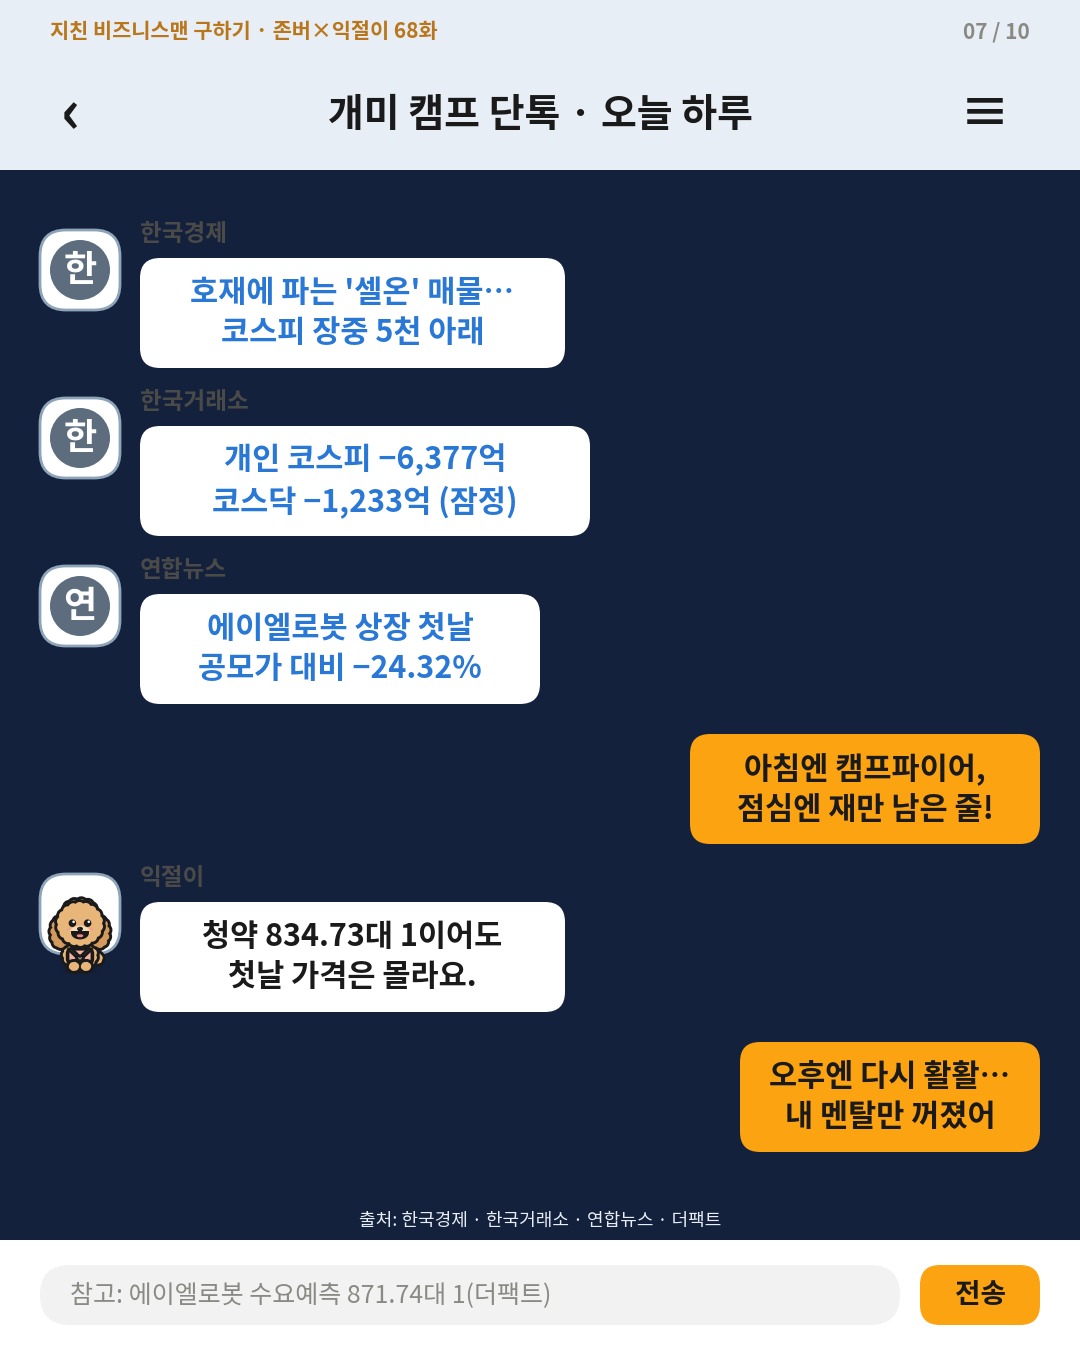 지친 비즈니스맨 구하기 · 존버×익절이 68화
07 / 10
개미 캠프 단톡 · 오늘 하루
한국경제
한
호재에 파는 '셀온' 매물…
코스피 장중 5천 아래
한국거래소
한
개인 코스피 −6,377억
코스닥 −1,233억 (잠정)
연합뉴스
연
에이엘로봇 상장 첫날
공모가 대비 −24.32%
아침엔 캠프파이어,
점심엔 재만 남은 줄!
익절이
청약 834.73대 1이어도
첫날 가격은 몰라요.
오후엔 다시 활활…
내 멘탈만 꺼졌어
출처: 한국경제 · 한국거래소 · 연합뉴스 · 더팩트
참고: 에이엘로봇 수요예측 871.74대 1(더팩트)
전송